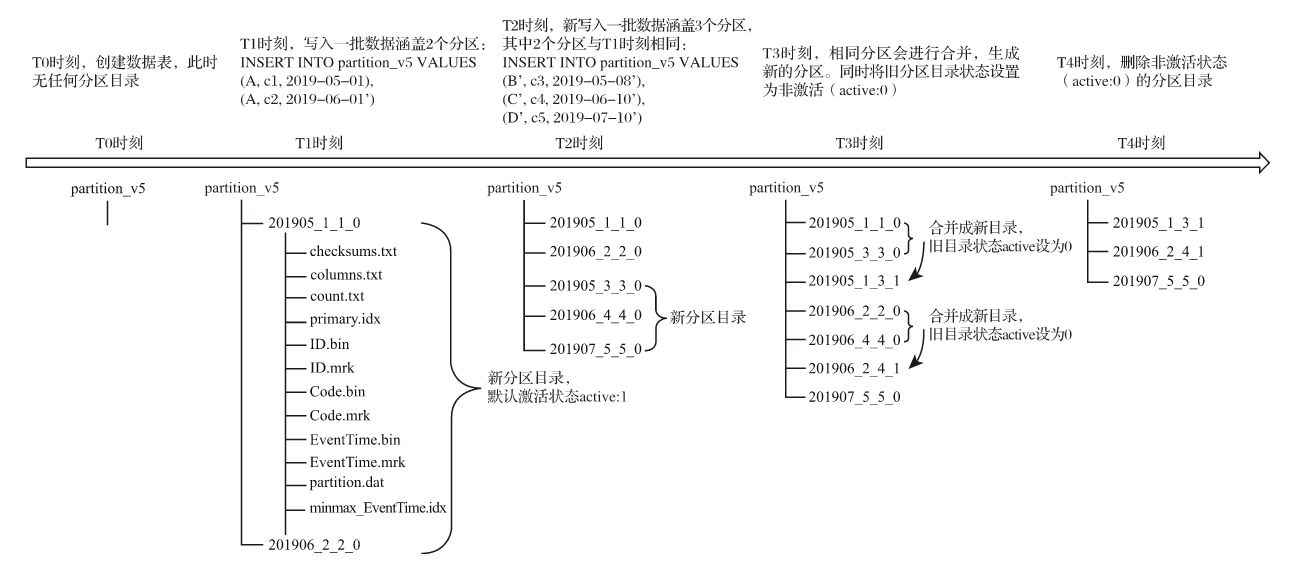 T0时刻，创建数据表，此时
无任何分区目录
T1时刻，写入一批数据涵盖2个分区：
INSERT INTO partition_v5 VALUES
(A, c1, 2019-05-01),
(A, c2, 2019-06-01’)
T2时刻，新写入一批数据涵盖3个分区，
其中2个分区与T1时刻相同：
INSERT INTO partition_v5 VALUES
(B’, c3, 2019-05-08’),
(C’, c4, 2019-06-10’),
(D’, c5, 2019-07-10’)
T3时刻，相同分区会进行合并，生成
新的分区。同时将旧分区目录状态设置
为非激活（active:0）
T4时刻，删除非激活状态
（active:0）的分区目录
T0时刻
T1时刻
T2时刻
T3时刻
T4时刻
partition_v5
partition_v5
201905_1_1_0
checksums.txt
columns.txt
count.txt
primary.idx
ID.bin
ID.mrk
Code.bin
Code.mrk
EventTime.bin
EventTime.mrk
partition.dat
minmax_EventTime.idx
201906_2_2_0
新分区目录，
默认激活状态active:1
partition_v5
201905_1_1_0
201906_2_2_0
201905_3_3_0
201906_4_4_0
201907_5_5_0
新分区目录
partition_v5
201905_1_1_0
201905_3_3_0
201905_1_3_1
201906_2_2_0
201906_4_4_0
201906_2_4_1
201907_5_5_0
合并成新目录，
旧目录状态active设为0
合并成新目录，
旧目录状态active设为0
partition_v5
201905_1_3_1
201906_2_4_1
201907_5_5_0